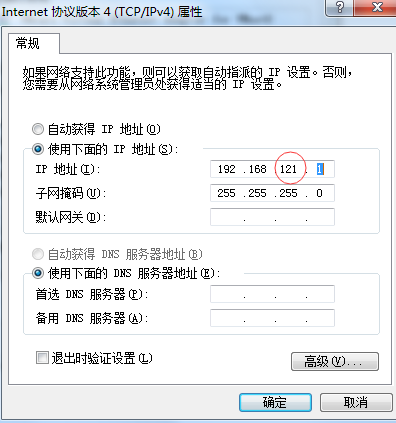 Internet 协议版本 4 (TCP/IPv4) 属性
常规
如果网络支持此功能，则可以获取自动指派的 IP 设置。否则，
您需要从网络系统管理员处获得适当的 IP 设置。
自动获得 IP 地址(O)
使用下面的 IP 地址(S):
IP 地址(I): 192 .168 .121 . 1
子网掩码(U): 255 .255 .255 . 0
默认网关(D): . . .
自动获得 DNS 服务器地址(B)
使用下面的 DNS 服务器地址(E):
首选 DNS 服务器(P): . . .
备用 DNS 服务器(A): . . .
退出时验证设置(L)
高级(V)...
确定 取消